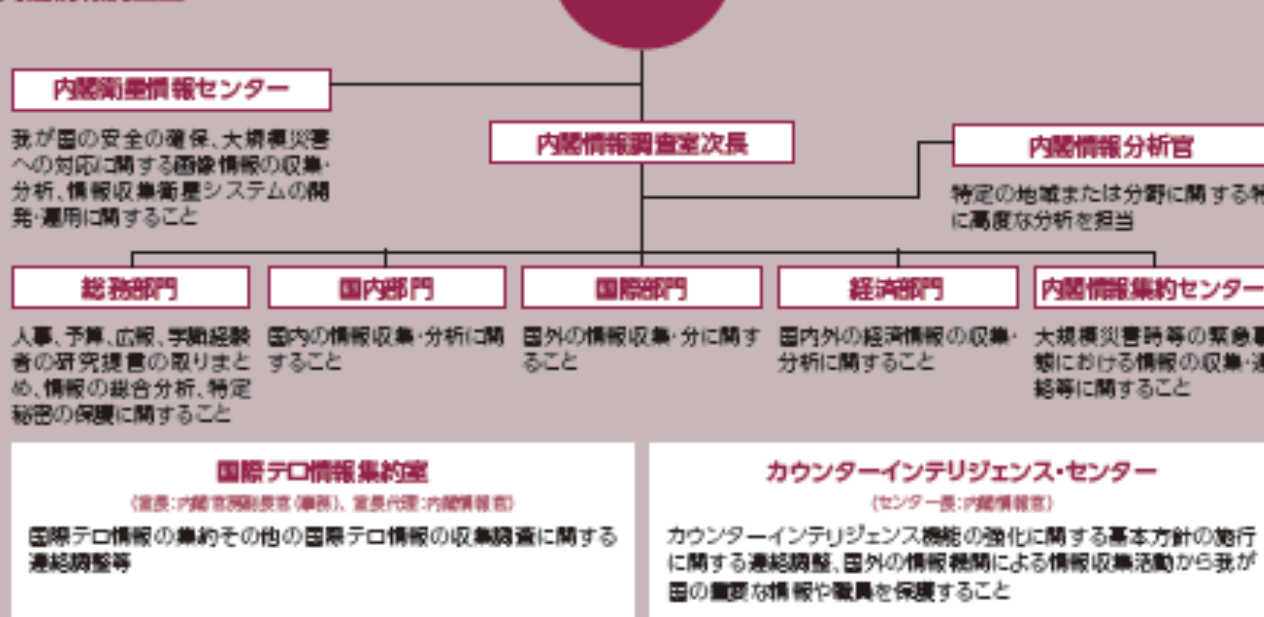 内閣衛星情報センター
我が国の安全の確保、大規模災害
への対応に関する画像情報の収集・
分析、情報収集衛星システムの開
発・運用に関すること
内閣情報調査室次長
内閣情報分析官
特定の地域または分野に関する特
に高度な分析を担当
総務部門
人事、予算、広報、学識経験
者の研究提言の取りまと
め、情報の総合分析、特定
秘密の保護に関すること
国内部門
国内の情報収集・分析に関
すること
国際部門
国外の情報収集・分に関す
ること
経済部門
国内外の経済情報の収集・
分析に関すること
内閣情報集約センター
大規模災害時等の緊急事
態における情報の収集・連
絡等に関すること
国際テロ情報集約室
(室長:内閣官房副長官(事務)、室長代理:内閣情報官)
国際テロ情報の集約その他の国際テロ情報の収集調査に関する
連絡調整等
カウンターインテリジェンス・センター
(センター長:内閣情報官)
カウンターインテリジェンス機能の強化に関する基本方針の施行
に関する連絡調整、国外の情報機関による情報収集活動から我が
国の重要な情報や職員を保護すること